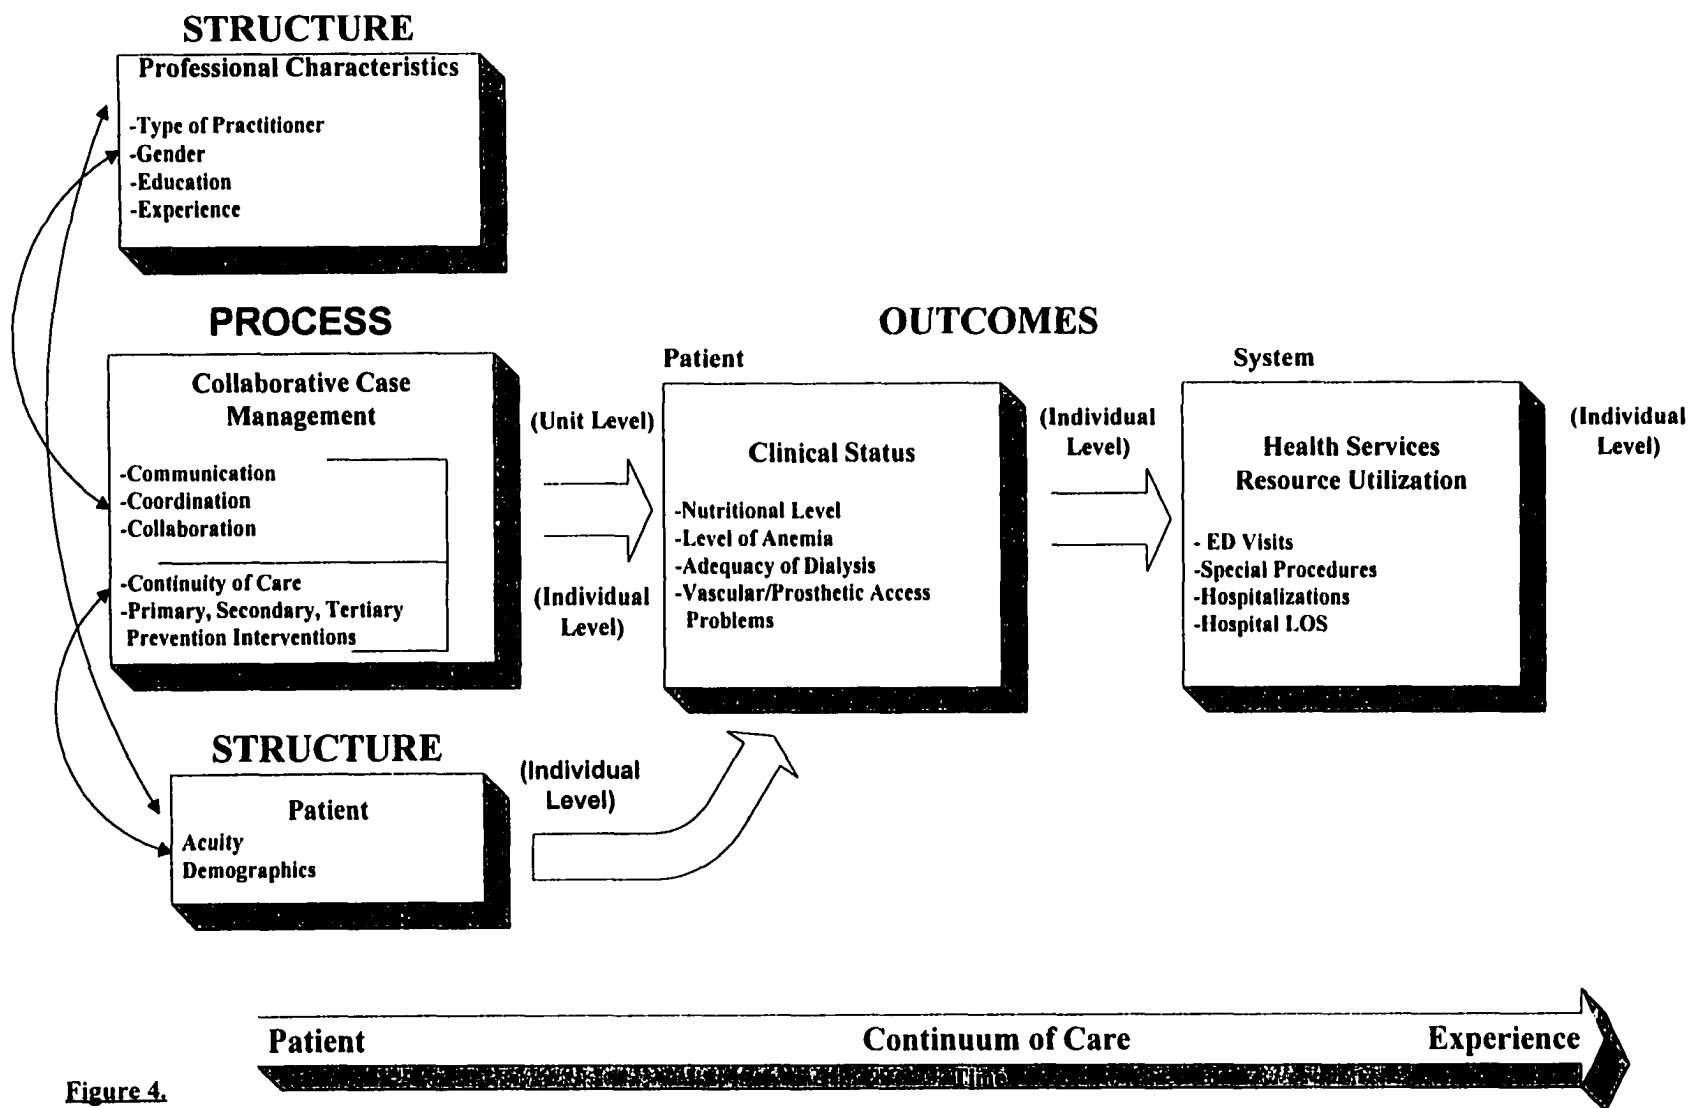 STRUCTURE
Professional Characteristics
-Type of Practitioner
-Gender
-Education
-Experience
PROCESS
Collaborative Case
Management
-Communication
-Coordination
-Collaboration
-Continuity of Care
-Primary, Secondary, Tertiary
Prevention Interventions
(Unit Level)
(Individual
Level)
OUTCOMES
Patient
Clinical Status
-Nutritional Level
-Level of Anemia
-Adequacy of Dialysis
-Vascular/Prosthetic Access
Problems
(Individual
Level)
System
Health Services
Resource Utilization
- ED Visits
-Special Procedures
-Hospitalizations
-Hospital LOS
(Individual
Level)
STRUCTURE
Patient
Acuity
Demographics
(Individual
Level)
Patient Continuum of Care Experience
Time
Figure 4.